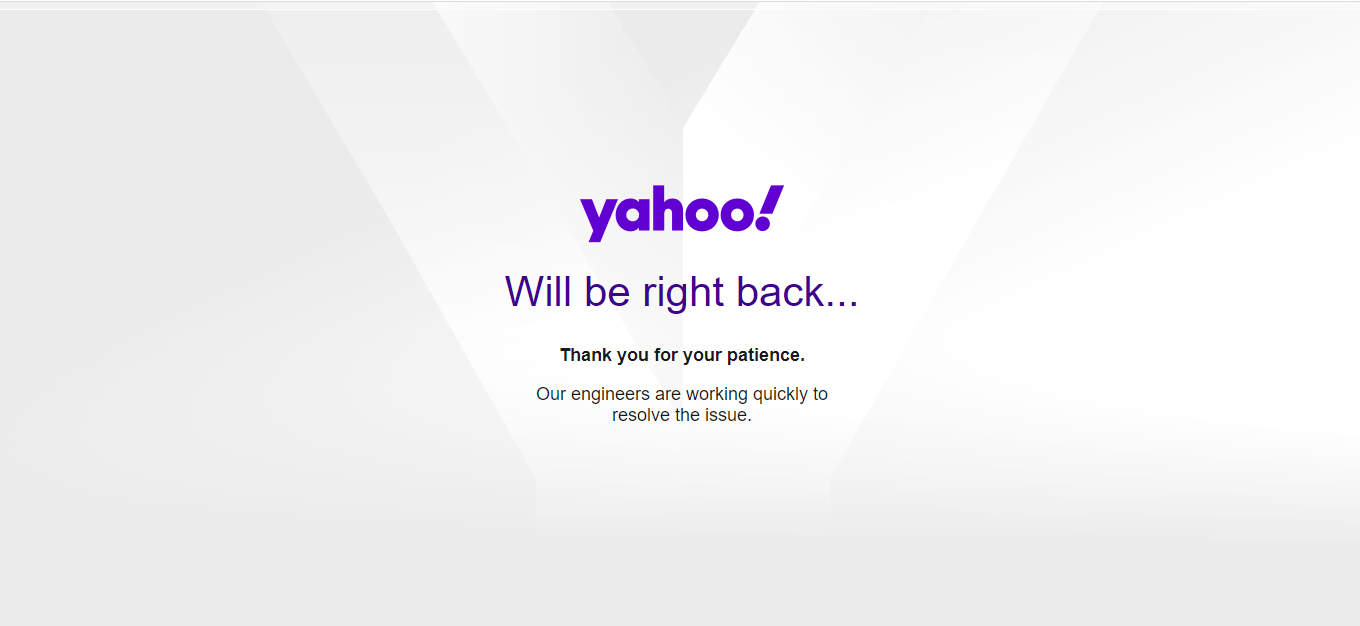 yahoo!
Will be right back...
Thank you for your patience.
Our engineers are working quickly to
resolve the issue.